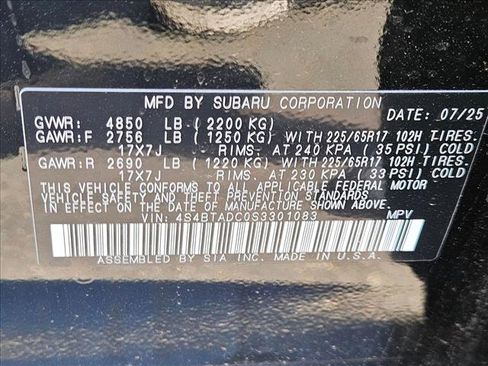 MFD BY SUBARU CORPORATION DATE: 07/25
GVWR: 4850 LB (2200 KG)
GAWR:F 2756 LB (1250 KG) WITH 225/65R17 102H TIRES,
17X7J RIMS, AT 240 KPA (35 PSI) COLD
GAWR:R 2690 LB (1220 KG) WITH 225/65R17 102H TIRES,
17X7J RIMS, AT 230 KPA (33 PSI) COLD
THIS VEHICLE CONFORMS TO ALL APPLICABLE FEDERAL MOTOR
VEHICLE SAFETY AND THEFT PREVENTION STANDARDS
IN EFFECT ON THE DATE OF MANUFACTURE SHOWN ABOVE.
VIN: 4S4BTADC0S3301083 MPV
ASSEMBLED BY SIA INC. MADE IN U.S.A.